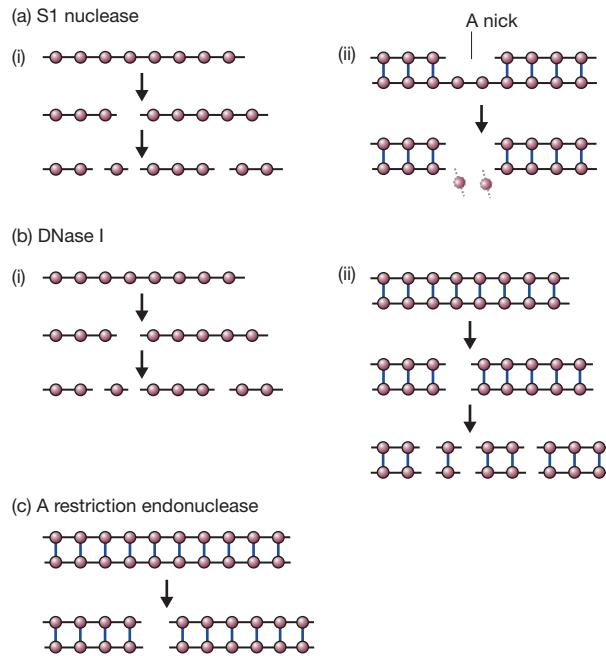 (a) S1 nuclease
A nick
(i)
(ii)
(b) DNase I
(i)
(ii)
(c) A restriction endonuclease